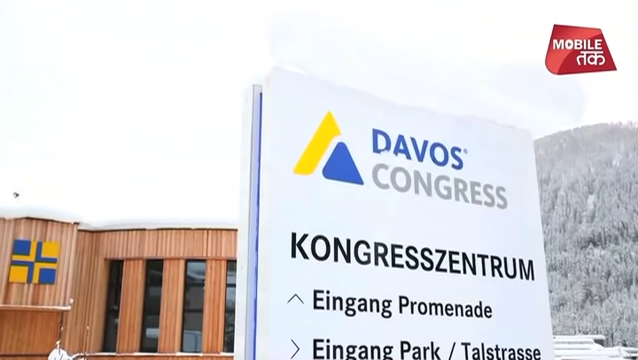 MOBILE
तक
DAVOS
CONGRESS
KONGRESSZENTRUM
^ Eingang Promenade
> Eingang Park / Talstrasse